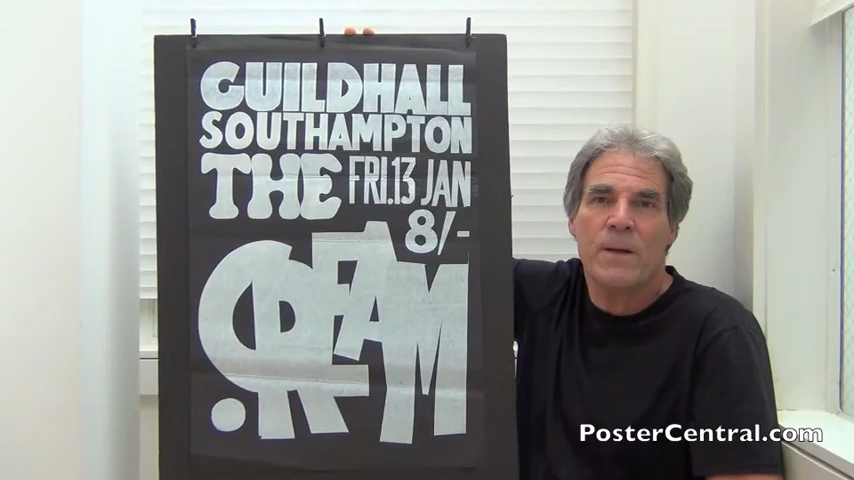 GUILDHALL
SOUTHAMPTON
THE FRI.13 JAN
8/-
CREAM
PosterCentral.com